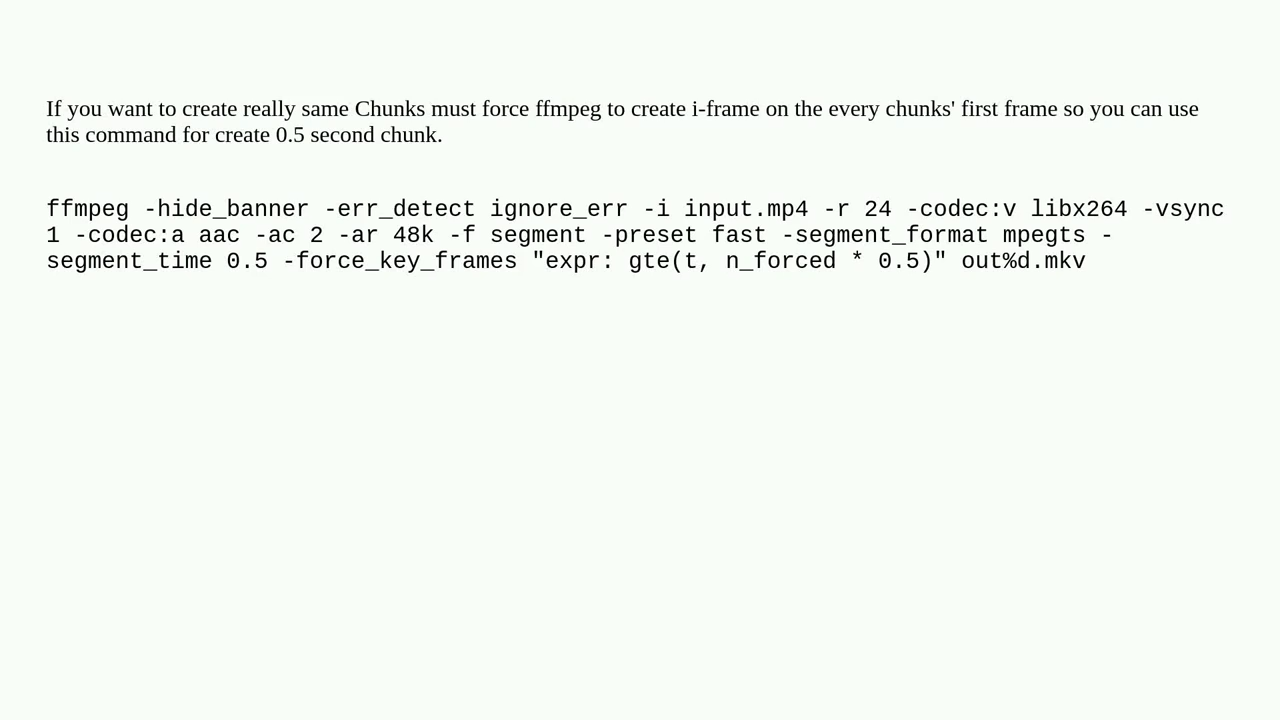 If you want to create really same Chunks must force ffmpeg to create i-frame on the every chunks' first frame so you can use
this command for create 0.5 second chunk.
ffmpeg -hide_banner -err_detect ignore_err -i input.mp4 -r 24 -codec:v libx264 -vsync
1 -codec:a aac -ac 2 -ar 48k -f segment -preset fast -segment_format mpegts -
segment_time 0.5 -force_key_frames "expr: gte(t, n_forced * 0.5)" out%d.mkv